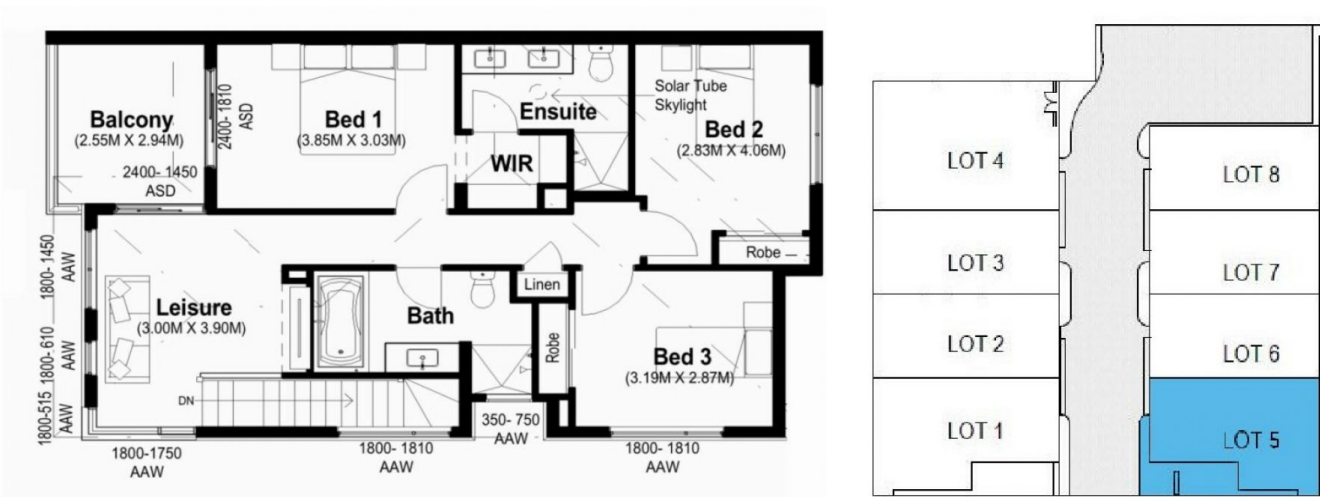 Balcony
(2.55M X 2.94M)
2400- 1450
ASD
2400- 1810
ASD
Bed 1
(3.85M X 3.03M)
Ensuite
WIR
Solar Tube
Skylight
Bed 2
(2.83M X 4.06M)
Robe
1800- 1450
AAW
1800- 610
AAW
1800-515
AAW
Leisure
(3.00M X 3.90M)
DN
Bath
Linen
Robe
Bed 3
(3.19M X 2.87M)
1800-1750
AAW
1800- 1810
AAW
350- 750
AAW
1800- 1810
AAW
LOT 4
LOT 3
LOT 2
LOT 1
LOT 8
LOT 7
LOT 6
LOT 5